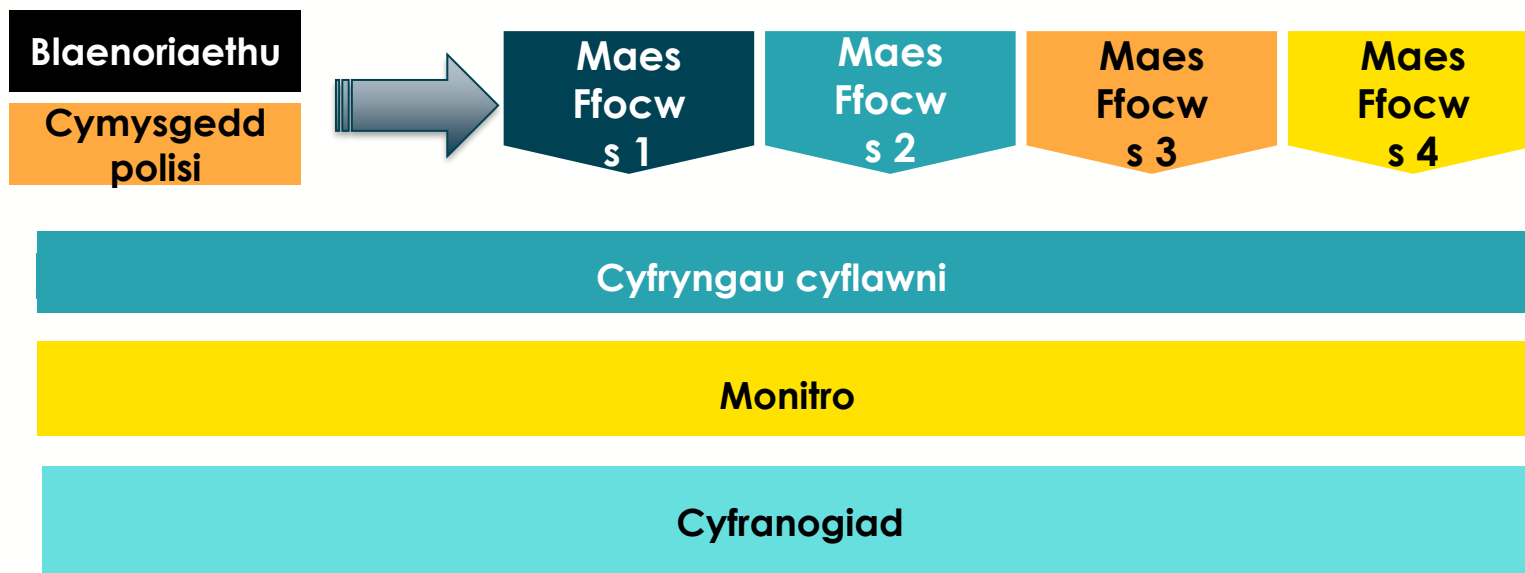 Blaenoriaethu
Cymysgedd
polisi
Maes
Ffocw
s 1
Maes
Ffocw
s 2
Maes
Ffocw
s 3
Maes
Ffocw
s 4
Cyfryngau cyflawni
Monitro
Cyfranogiad